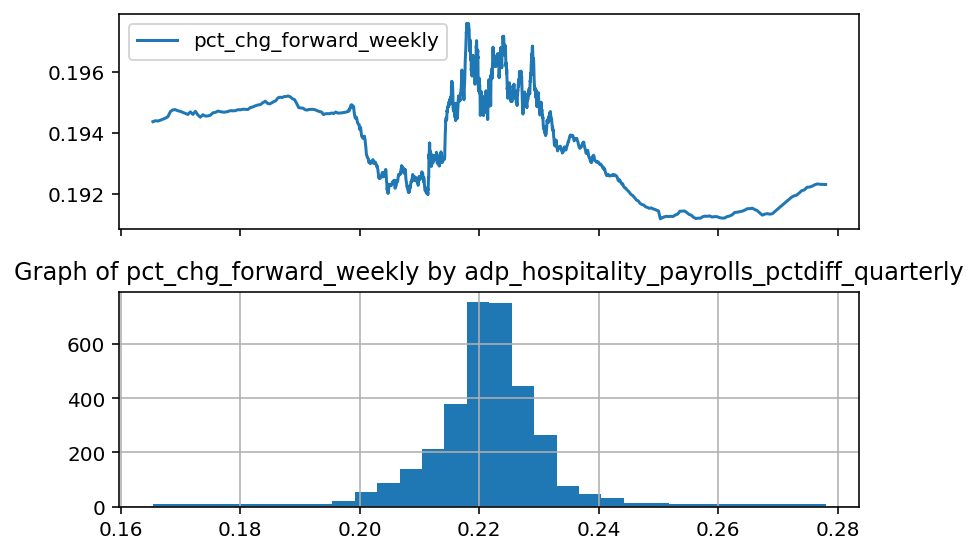 pct_chg_forward_weekly
0.196
0.194
0.192
Graph of pct_chg_forward_weekly by adp_hospitality_payrolls_pctdiff_quarterly
600
400
200
0
0.16 0.18 0.20 0.22 0.24 0.26 0.28